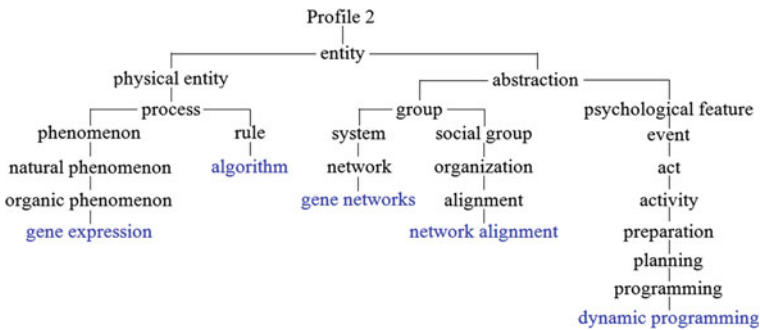 Profile 2
entity
physical entity
abstraction
process
group
psychological feature
phenomenon
rule
system
social group
event
natural phenomenon
algorithm
network
organization
act
organic phenomenon
gene networks
alignment
activity
gene expression
network alignment
preparation
planning
programming
dynamic programming